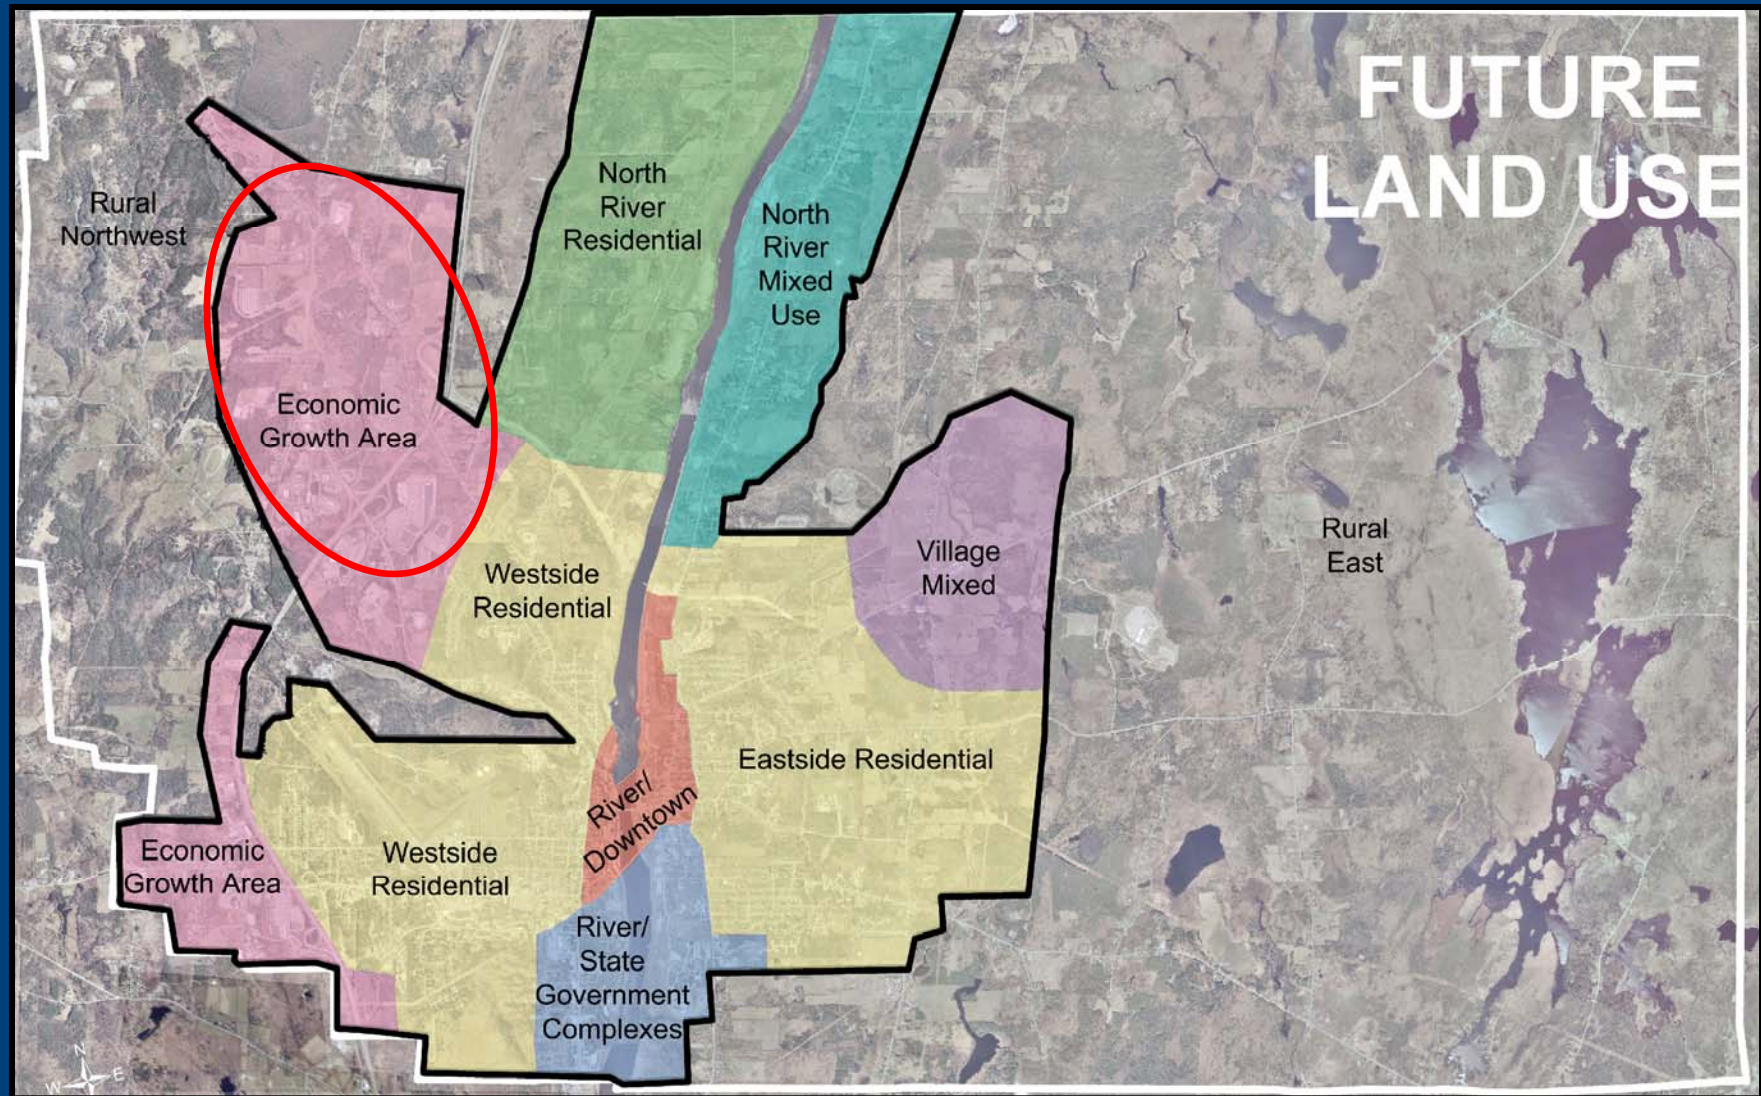 FUTURE
LAND USE
Rural
Northwest
North
River
Residential
North
River
Mixed
Use
Economic
Growth Area
Westside
Residential
Village
Mixed
Rural
East
Eastside Residential
River/
Downtown
Economic
Growth Area
Westside
Residential
River/
State
Government
Complexes
N
W
E